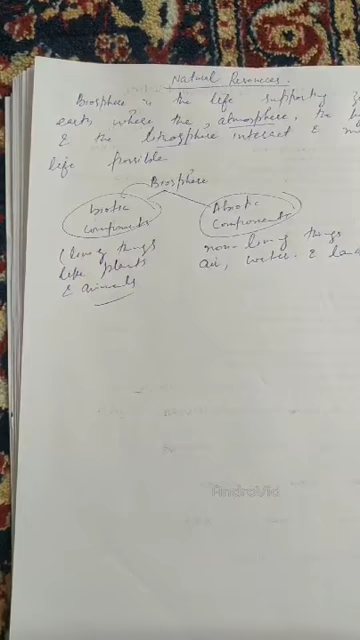 Natural Resources.
Biosphere is the life supporting
earth where the atmosphere, the
& the lithosphere interact &
life possible
Biosphere
biotic
components
Abiotic
Components
(living things
like plants
& animals
non-living things
air, water & land
AndroVid